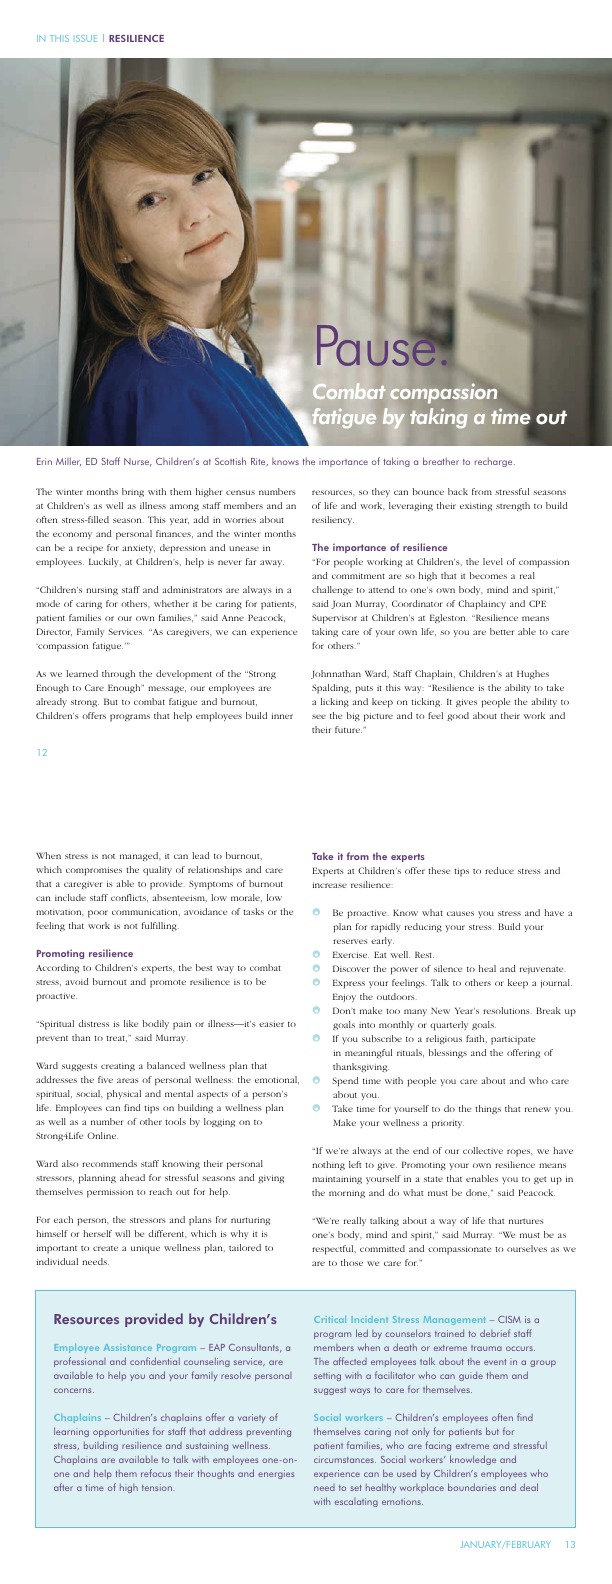 IN THIS ISSUE | RESILIENCE
Pause.
Combat compassion
fatigue by taking a time out
Erin Miller, ED Staff Nurse, Children's at Scottish Rite, knows the importance of taking a breather to recharge.
The winter months bring with them higher census numbers
at Children's as well as illness among staff members and an
often stress-filled season. This year, add in worries about
the economy and personal finances, and the winter months
can be a recipe for anxiety, depression and unease in
employees. Luckily, at Children's, help is never far away.
“Children's nursing staff and administrators are always in a
mode of caring for others, whether it be caring for patients,
patient families or our own families,” said Anne Peacock,
Director, Family Services. “As caregivers, we can experience
‘compassion fatigue.’”
As we learned through the development of the “Strong
Enough to Care Enough” message, our employees are
already strong. But to combat fatigue and burnout,
Children's offers programs that help employees build inner
resources, so they can bounce back from stressful seasons
of life and work, leveraging their existing strength to build
resiliency.
The importance of resilience
“For people working at Children's, the level of compassion
and commitment are so high that it becomes a real
challenge to attend to one's own body, mind and spirit,”
said Joan Murray, Coordinator of Chaplaincy and CPE
Supervisor at Children's at Egleston. “Resilience means
taking care of your own life, so you are better able to care
for others.”
Johnnathan Ward, Staff Chaplain, Children's at Hughes
Spalding, puts it this way: “Resilience is the ability to take
a licking and keep on ticking. It gives people the ability to
see the big picture and to feel good about their work and
their future.”
12
When stress is not managed, it can lead to burnout,
which compromises the quality of relationships and care
that a caregiver is able to provide. Symptoms of burnout
can include staff conflicts, absenteeism, low morale, low
motivation, poor communication, avoidance of tasks or the
feeling that work is not fulfilling.
Promoting resilience
According to Children's experts, the best way to combat
stress, avoid burnout and promote resilience is to be
proactive.
“Spiritual distress is like bodily pain or illness—it's easier to
prevent than to treat,” said Murray.
Ward suggests creating a balanced wellness plan that
addresses the five areas of personal wellness: the emotional,
spiritual, social, physical and mental aspects of a person's
life. Employees can find tips on building a wellness plan
as well as a number of other tools by logging on to
Strong4Life Online.
Ward also recommends staff knowing their personal
stressors, planning ahead for stressful seasons and giving
themselves permission to reach out for help.
For each person, the stressors and plans for nurturing
himself or herself will be different, which is why it is
important to create a unique wellness plan, tailored to
individual needs.
Take it from the experts
Experts at Children's offer these tips to reduce stress and
increase resilience:
Be proactive. Know what causes you stress and have a
plan for rapidly reducing your stress. Build your
reserves early.
Exercise. Eat well. Rest.
Discover the power of silence to heal and rejuvenate.
Express your feelings. Talk to others or keep a journal.
Enjoy the outdoors.
Don't make too many New Year's resolutions. Break up
goals into monthly or quarterly goals.
If you subscribe to a religious faith, participate
in meaningful rituals, blessings and the offering of
thanksgiving.
Spend time with people you care about and who care
about you.
Take time for yourself to do the things that renew you.
Make your wellness a priority.
“If we're always at the end of our collective ropes, we have
nothing left to give. Promoting your own resilience means
maintaining yourself in a state that enables you to get up in
the morning and do what must be done,” said Peacock.
“We're really talking about a way of life that nurtures
one's body, mind and spirit,” said Murray. “We must be as
respectful, committed and compassionate to ourselves as we
are to those we care for.”
Resources provided by Children's
Employee Assistance Program – EAP Consultants, a
professional and confidential counseling service, are
available to help you and your family resolve personal
concerns.
Chaplains – Children's chaplains offer a variety of
learning opportunities for staff that address preventing
stress, building resilience and sustaining wellness.
Chaplains are available to talk with employees one-on-
one and help them refocus their thoughts and energies
after a time of high tension.
Critical Incident Stress Management – CISM is a
program led by counselors trained to debrief staff
members when a death or extreme trauma occurs.
The affected employees talk about the event in a group
setting with a facilitator who can guide them and
suggest ways to care for themselves.
Social workers – Children's employees often find
themselves caring not only for patients but for
patient families, who are facing extreme and stressful
circumstances. Social workers' knowledge and
experience can be used by Children's employees who
need to set healthy workplace boundaries and deal
with escalating emotions.
JANUARY/FEBRUARY 13